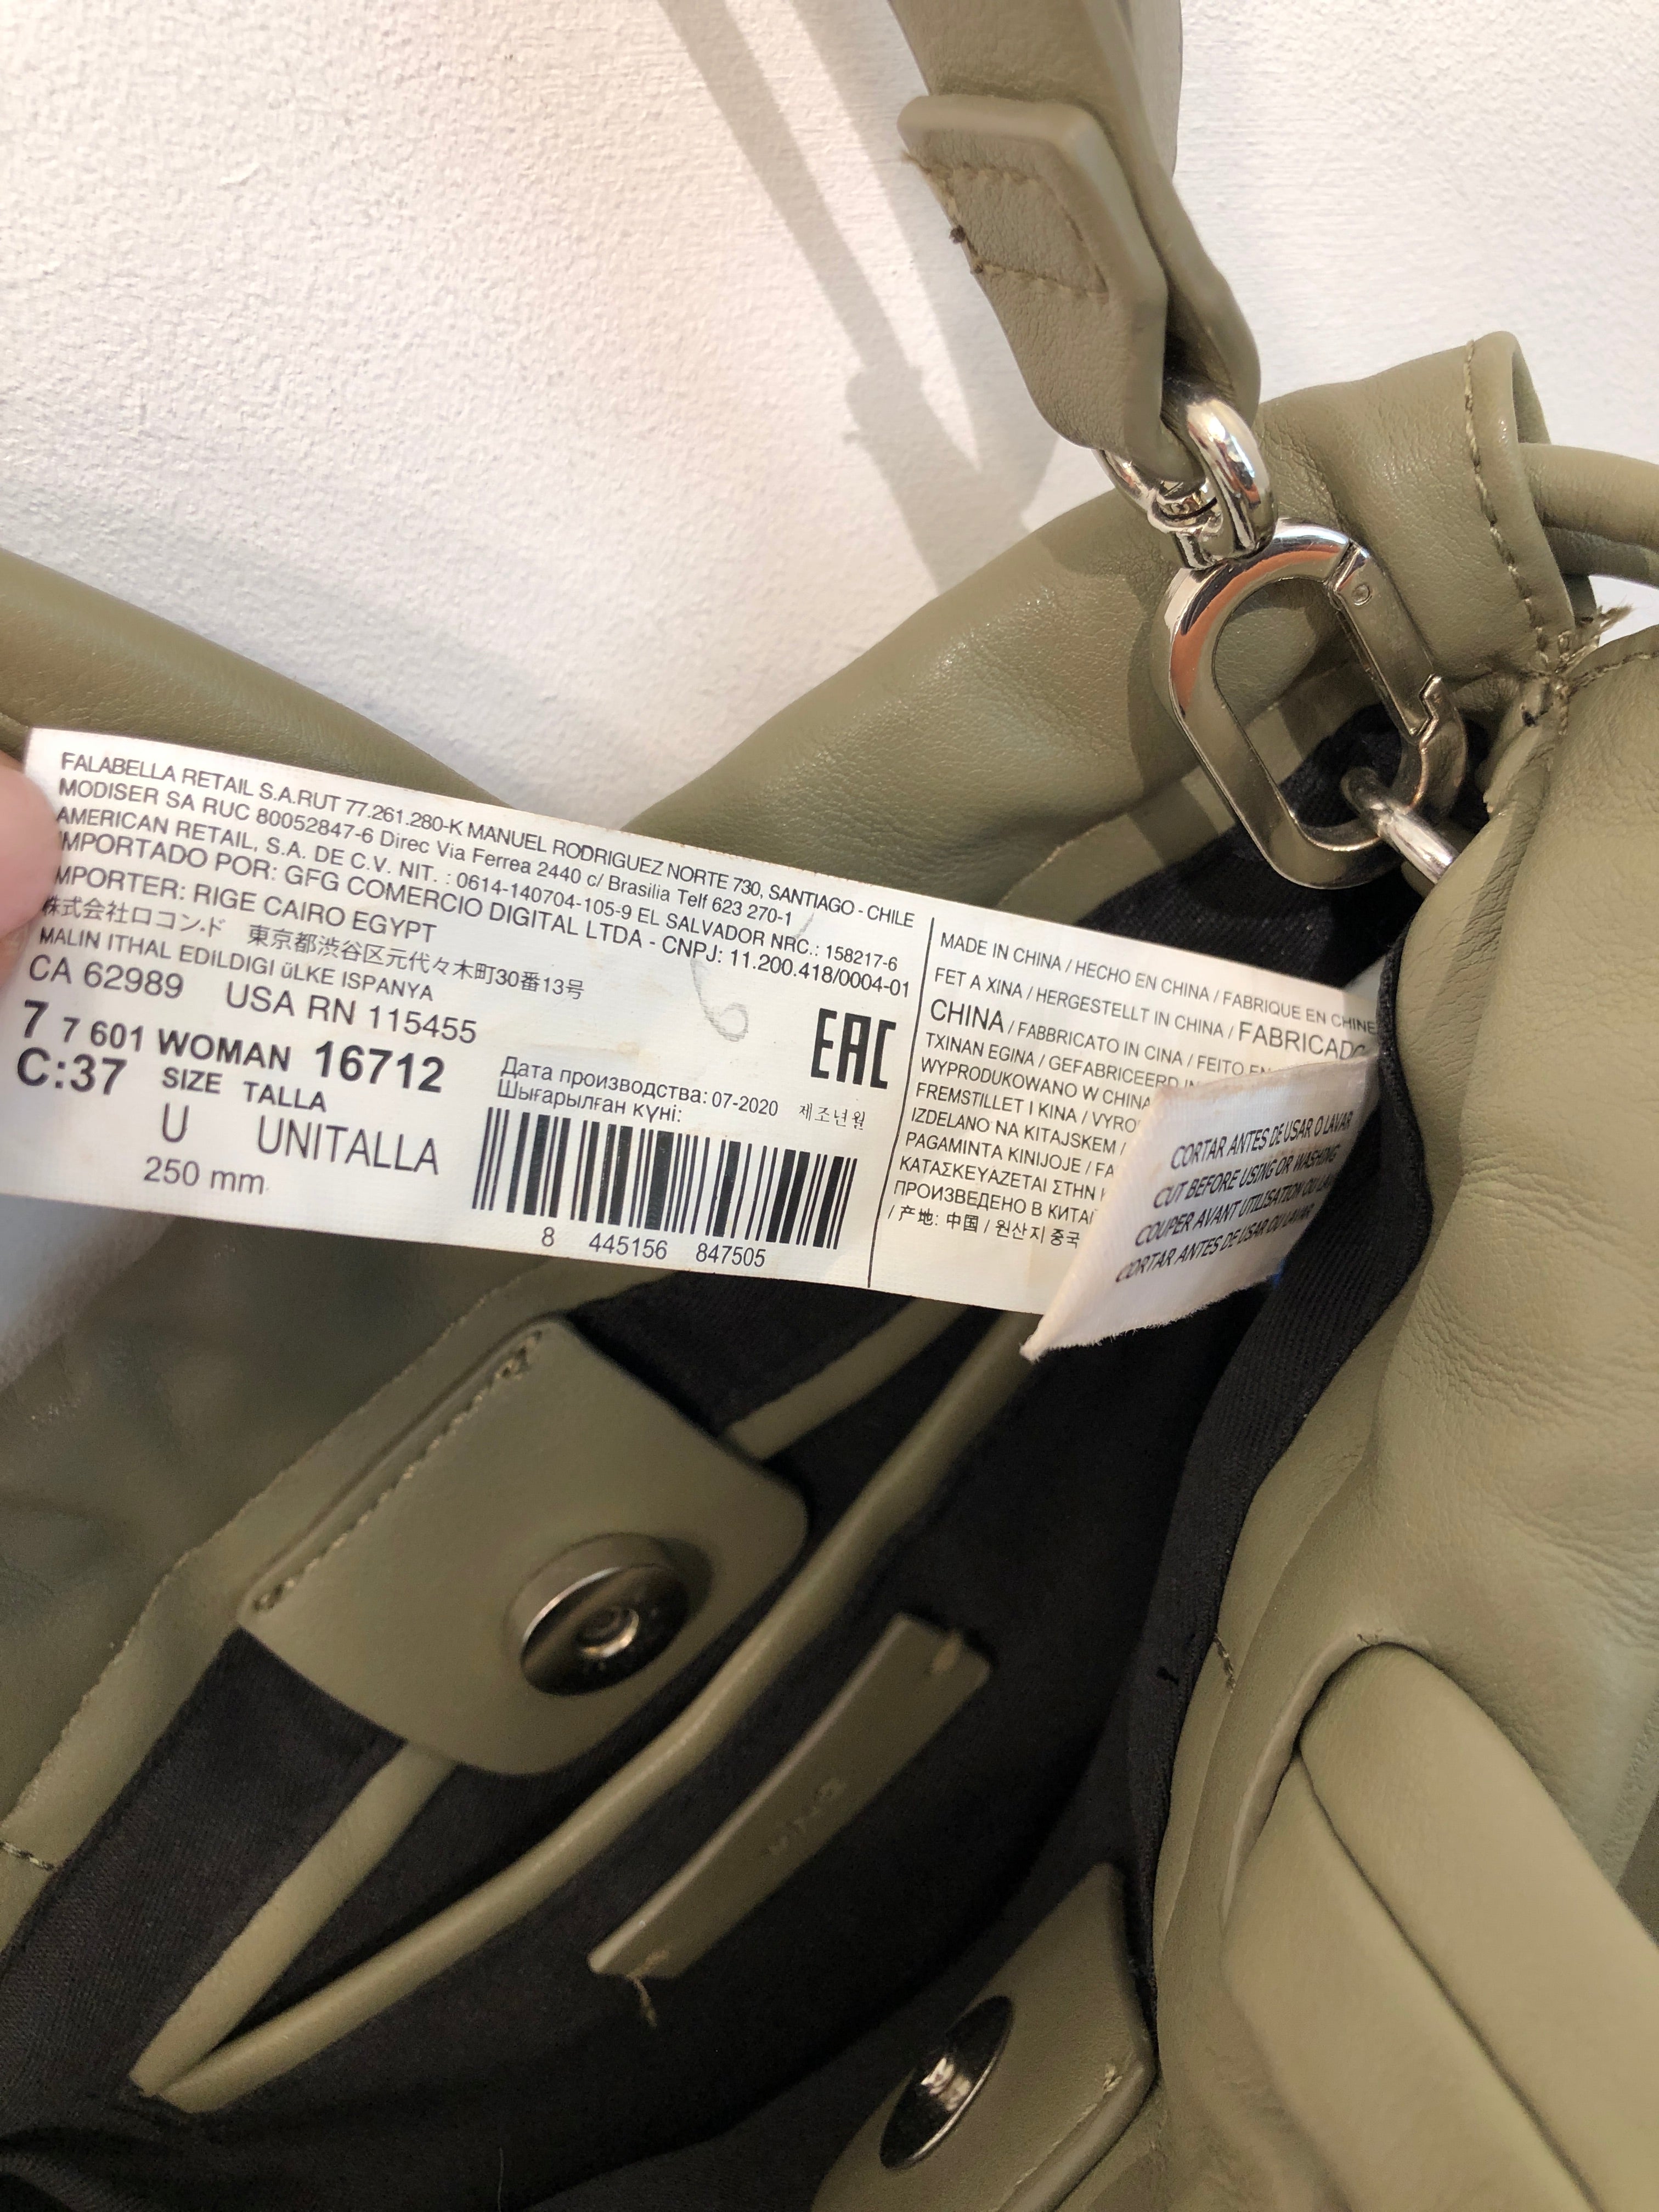 FALABELLA RETAIL S.A.RUT 77.261.280-K MANUEL RODRIGUEZ NORTE 730, SANTIAGO - CHILE
MODISER SA RUC 80052847-6 Direc Via Ferrea 2440 c/ Brasilia Telf 623 270-1
AMERICAN RETAIL, S.A. DE C.V. NIT. : 0614-140704-105-9 EL SALVADOR NRC.: 158217-6
IMPORTADO POR: GFG COMERCIO DIGITAL LTDA - CNPJ: 11.200.418/0004-01
IMPORTER: RIGE CAIRO EGYPT
株式会社ロコンド 東京都渋谷区元代々木町30番13号
MALIN ITHAL EDILDIGI üLKE ISPANYA
CA 62989 USA RN 115455
7 7 601 WOMAN 16712
C:37 SIZE TALLA
U UNITALLA
250 mm
6
EAC
Дата производства: 07-2020 제조년월
Шығарылған күні:
8 445156 847505
MADE IN CHINA / HECHO EN CHINA / FABRIQUE EN CHINE
FET A XINA / HERGESTELLT IN CHINA / FABRICADO
CHINA / FABBRICATO IN CINA / FEITO EN
TXINAN EGINA / GEFABRICEERD IN
WYPRODUKOWANO W CHINA
FREMSTILLET I KINA / VYRO
IZDELANO NA KITAJSKEM /
PAGAMINTA KINIJOJE / FA
ΚΑΤΑΣΚΕΥΑΖΕΤΑΙ ΣΤΗΝ
ПРОИЗВЕДЕНО В КИТАЕ
/ 产地: 中国 / 원산지 중국
CORTAR ANTES DE USAR O LAVAR
CUT BEFORE USING OR WASHING
COUPER AVANT UTILISATION OU LA
CORTAR ANTES DE USAR OU LAVAR